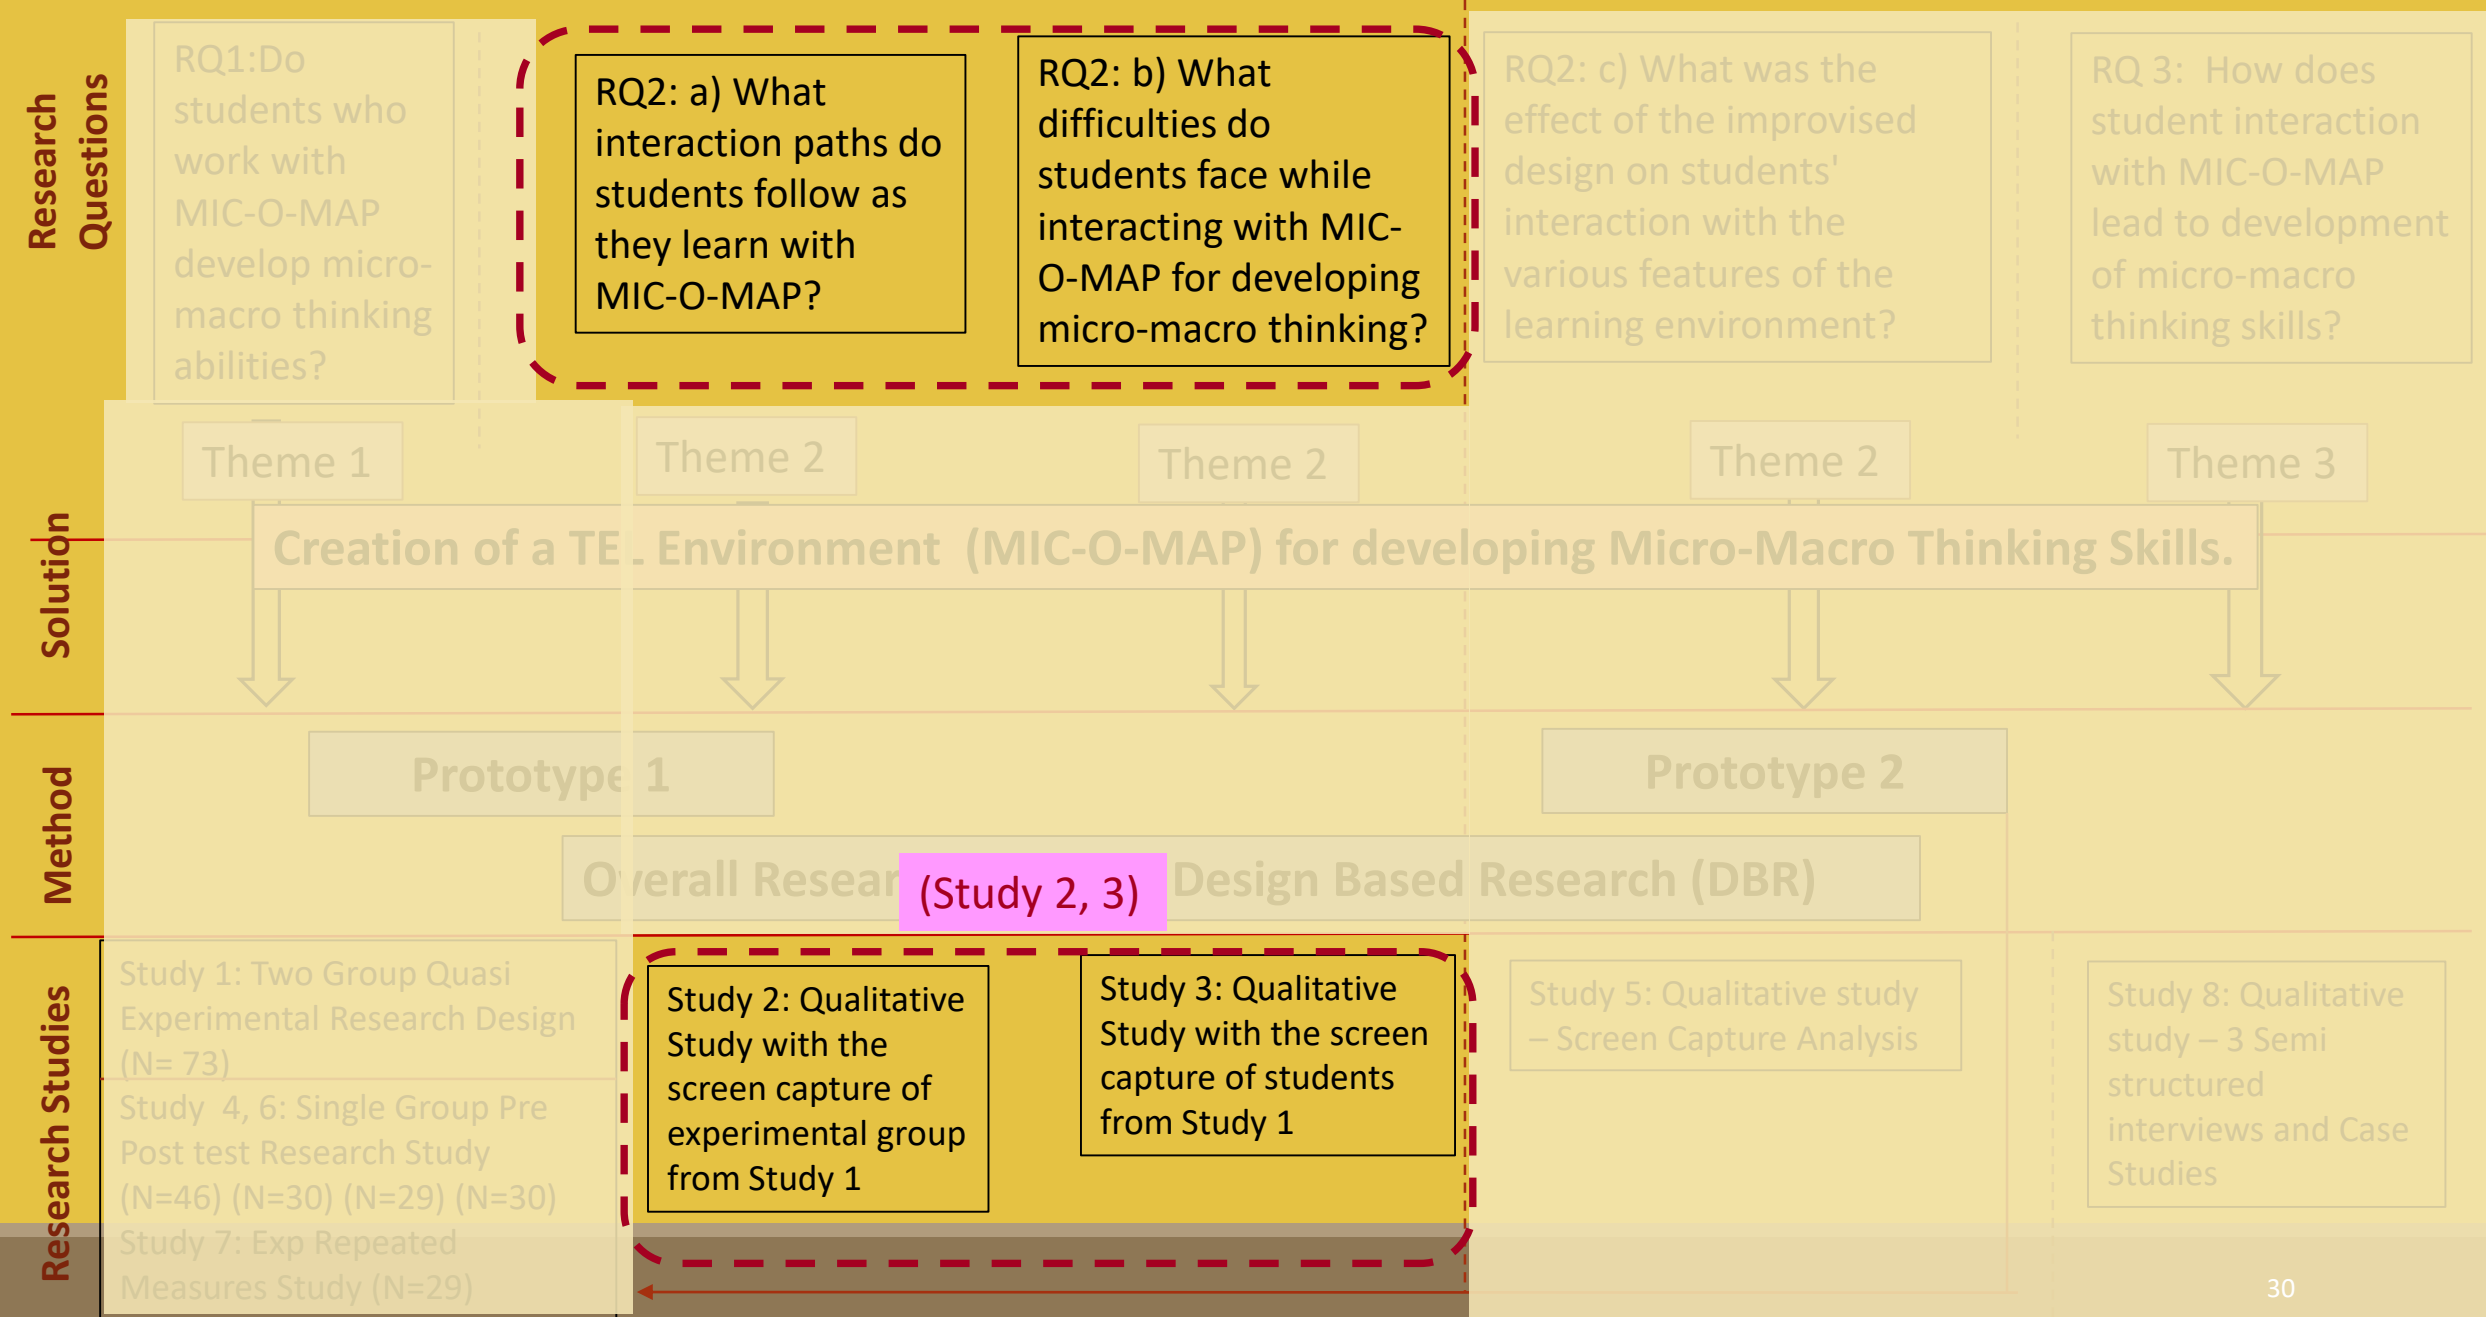 Research
Questions
RQ1:Do
students who
work with
MIC-O-MAP
develop micro-
macro thinking
abilities?
RQ2: a) What
interaction paths do
students follow as
they learn with
MIC-O-MAP?
RQ2: b) What
difficulties do
students face while
interacting with MIC-
O-MAP for developing
micro-macro thinking?
RQ2: c) What was the
effect of the improvised
design on students'
interaction with the
various features of the
learning environment?
RQ 3: How does
student interaction
with MIC-O-MAP
lead to development
of micro-macro
thinking skills?
Solution
Theme 1
Theme 2
Theme 2
Theme 2
Theme 3
Creation of a TEL Environment (MIC-O-MAP) for developing Micro-Macro Thinking Skills.
Method
Prototype 1
Prototype 2
Overall Resear
(Study 2, 3)
Design Based Research (DBR)
Research Studies
Study 1: Two Group Quasi
Experimental Research Design
(N= 73)
Study 4, 6: Single Group Pre
Post test Research Study
(N=46) (N=30) (N=29) (N=30)
Study 7: Exp Repeated
Measures Study (N=29)
Study 2: Qualitative
Study with the
screen capture of
experimental group
from Study 1
Study 3: Qualitative
Study with the screen
capture of students
from Study 1
Study 5: Qualitative study
– Screen Capture Analysis
Study 8: Qualitative
study – 3 Semi
structured
interviews and Case
Studies
30